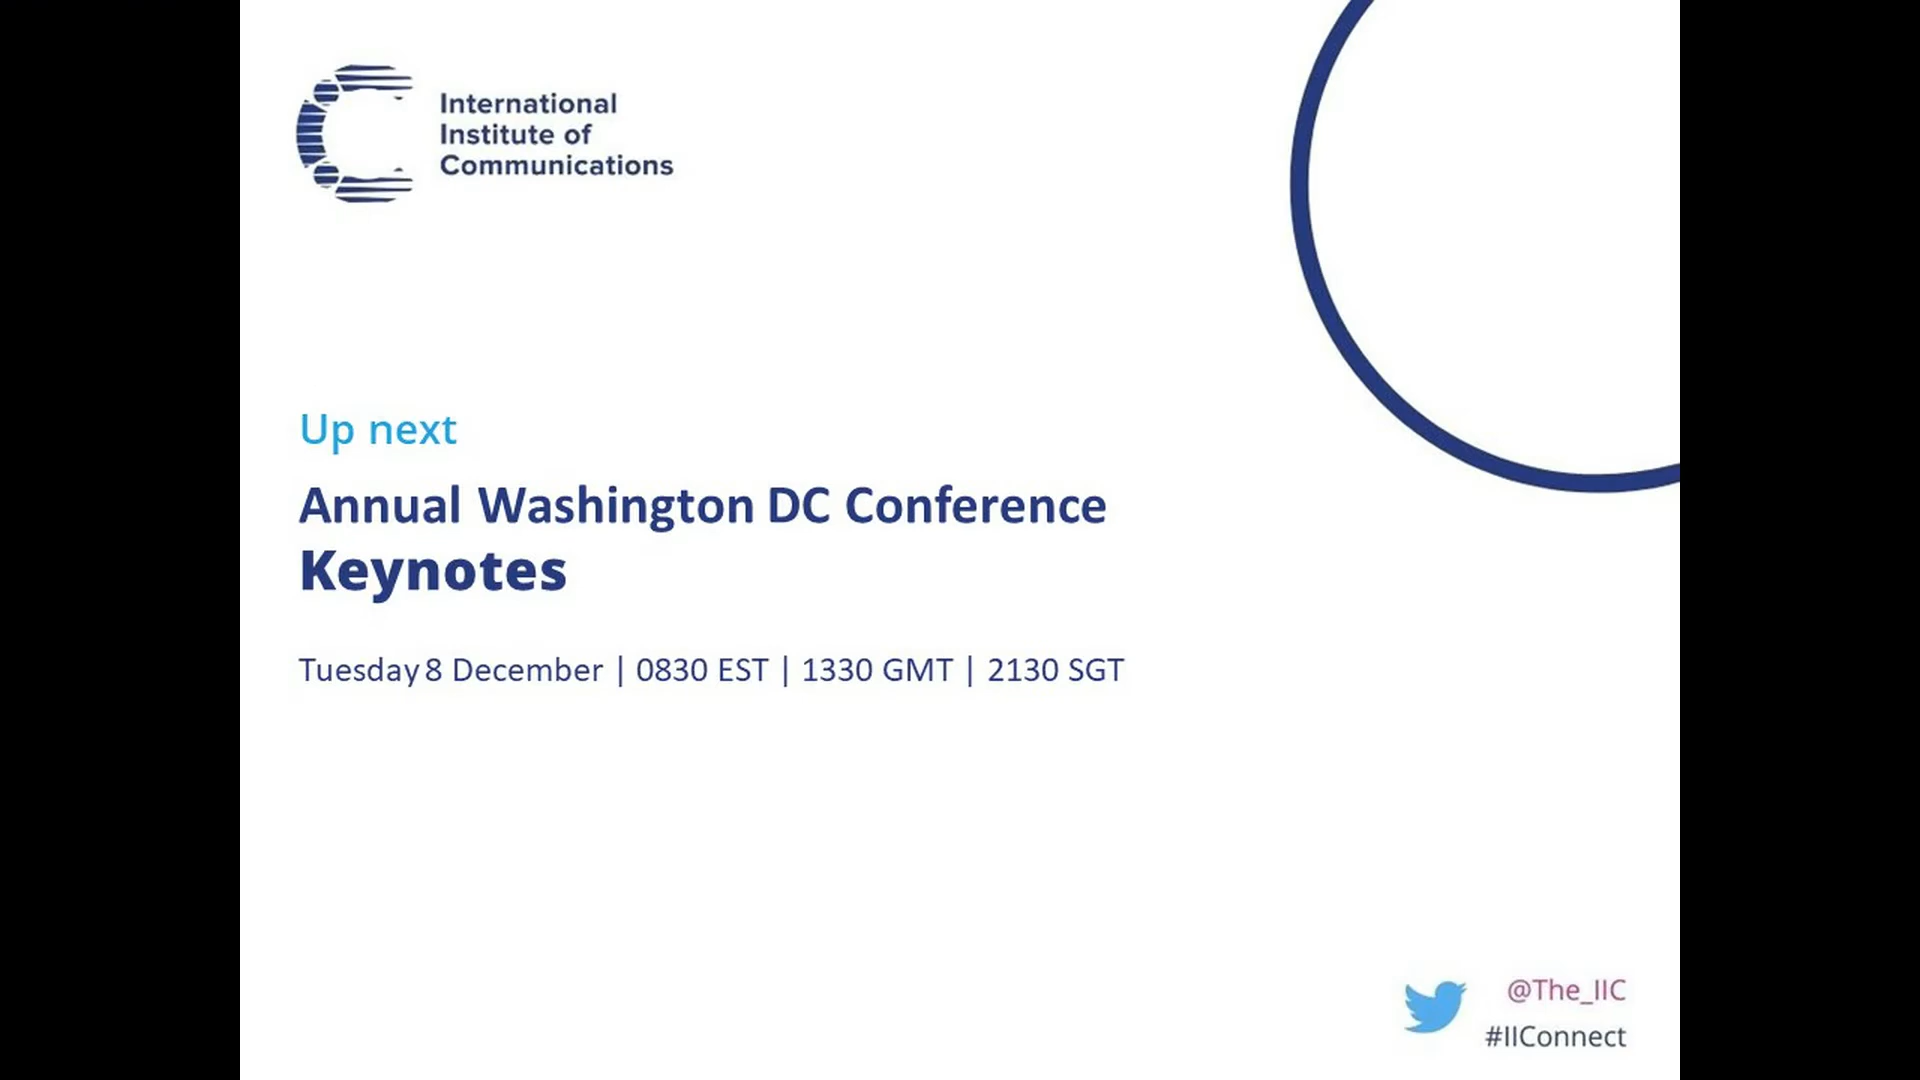 International
Institute of
Communications
Up next
Annual Washington DC Conference
Keynotes
Tuesday 8 December | 0830 EST | 1330 GMT | 2130 SGT
@The_IIC
#IIConnect